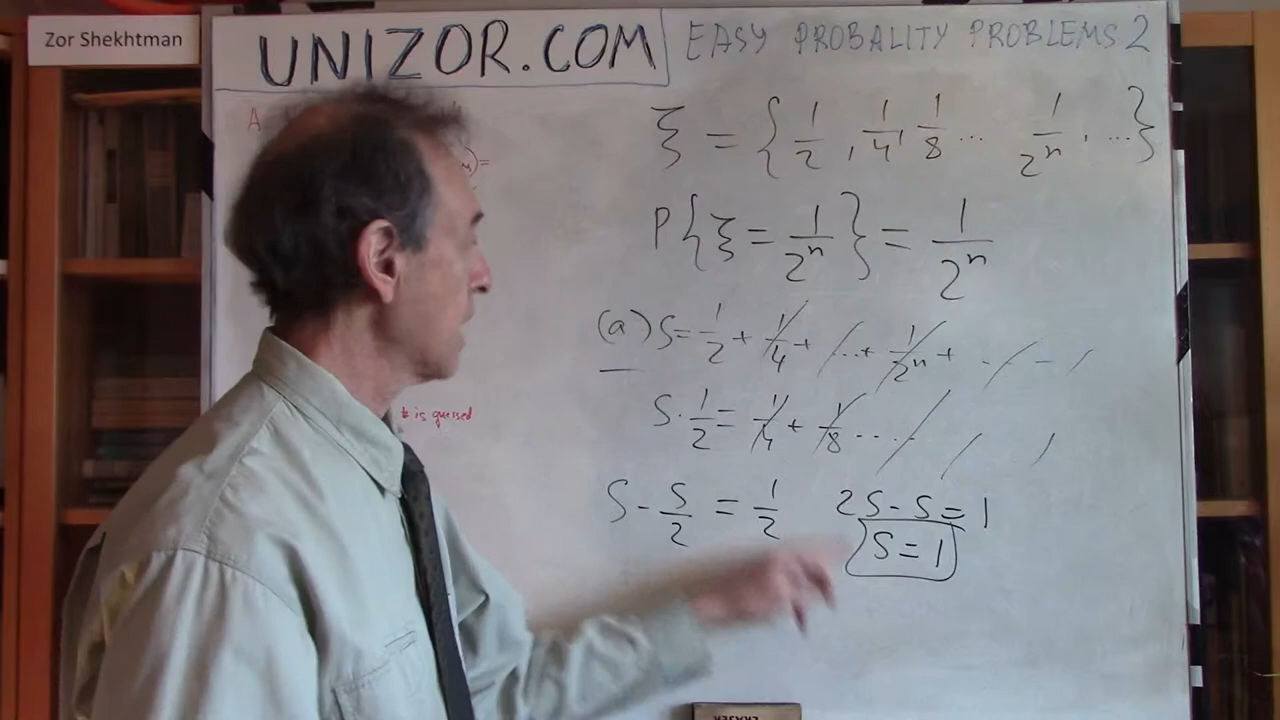 Zor Shekhtman
UNIZOR.COM
EASY PROBALITY PROBLEMS 2
A
)=
ξ = {1/2, 1/4, 1/8 ... 1/2ⁿ, ...}
P{ξ = 1/2ⁿ} = 1/2ⁿ
(a) S = 1/2 + 1/4 + ... + 1/2ⁿ + ...
S · 1/2 = 1/4 + 1/8 ....
# is guessed
S - S/2 = 1/2
2S - S = 1
S = 1